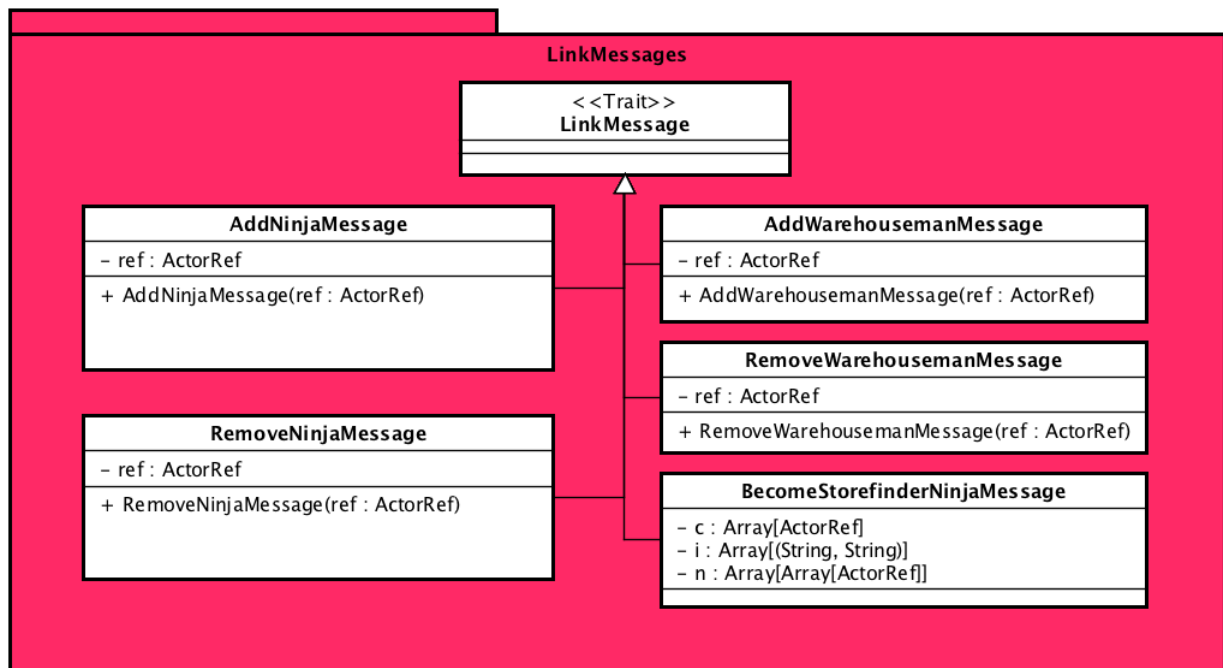 LinkMessages
<<Trait>>
LinkMessage
AddNinjaMessage
- ref : ActorRef
+ AddNinjaMessage(ref : ActorRef)
AddWarehousemanMessage
- ref : ActorRef
+ AddWarehousemanMessage(ref : ActorRef)
RemoveWarehousemanMessage
- ref : ActorRef
+ RemoveWarehousemanMessage(ref : ActorRef)
RemoveNinjaMessage
- ref : ActorRef
+ RemoveNinjaMessage(ref : ActorRef)
BecomeStorefinderNinjaMessage
- c : Array[ActorRef]
- i : Array[(String, String)]
- n : Array[Array[ActorRef]]